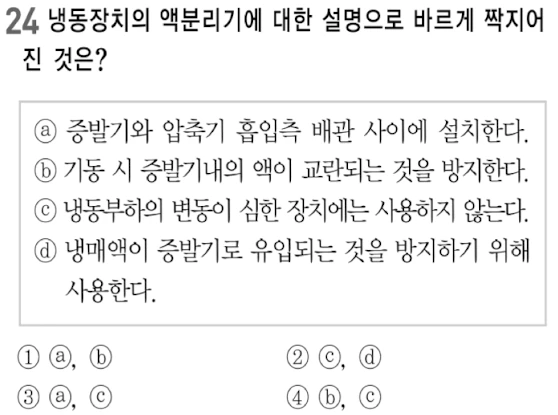 24 냉동장치의 액분리기에 대한 설명으로 바르게 짝지어
진 것은?
ⓐ 증발기와 압축기 흡입측 배관 사이에 설치한다.
ⓑ 기동 시 증발기내의 액이 교란되는 것을 방지한다.
ⓒ 냉동부하의 변동이 심한 장치에는 사용하지 않는다.
ⓓ 냉매액이 증발기로 유입되는 것을 방지하기 위해
사용한다.
① ⓐ, ⓑ ② ⓒ, ⓓ
③ ⓐ, ⓒ ④ ⓑ, ⓒ